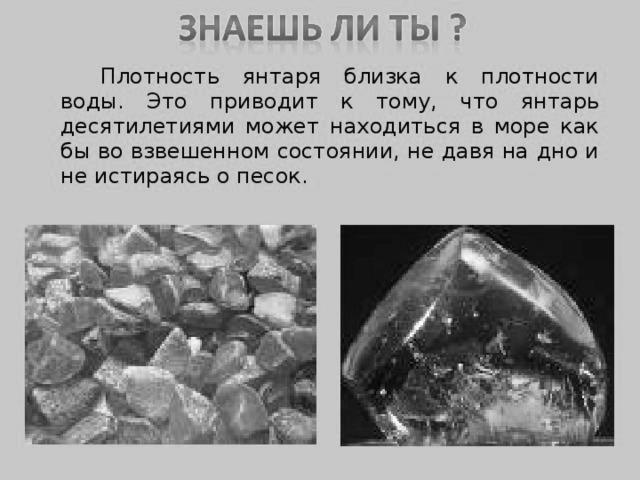 ЗНАЕШЬ ЛИ ТЫ ?
Плотность янтаря близка к плотности
воды. Это приводит к тому, что янтарь
десятилетиями может находиться в море как
бы во взвешенном состоянии, не давя на дно и
не истираясь о песок.